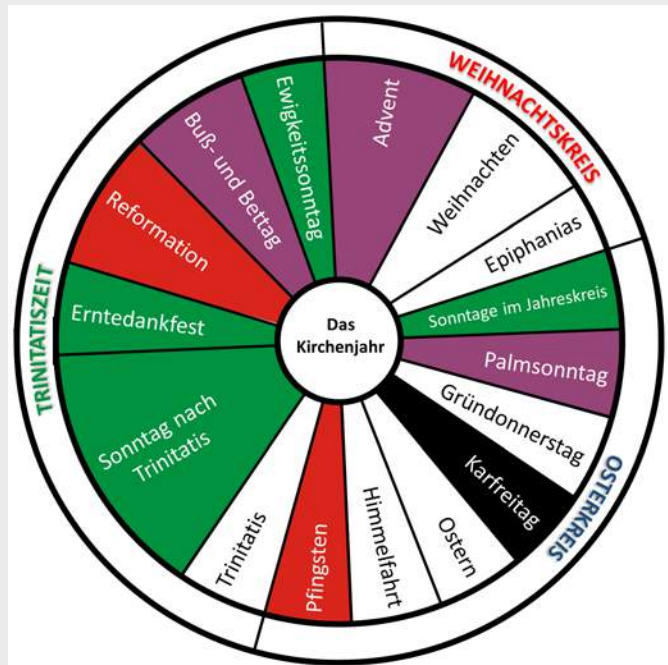 Das
Kirchenjahr
WEIHNACHTSKREIS
Advent
Weihnachten
Epiphanias
OSTERKREIS
Sonntage im Jahreskreis
Palmsonntag
Gründonnerstag
Karfreitag
Ostern
Himmelfahrt
Pfingsten
TRINITATISZEIT
Trinitatis
Sonntag nach
Trinitatis
Erntedankfest
Reformation
Buß- und Bettag
Ewigkeitssonntag